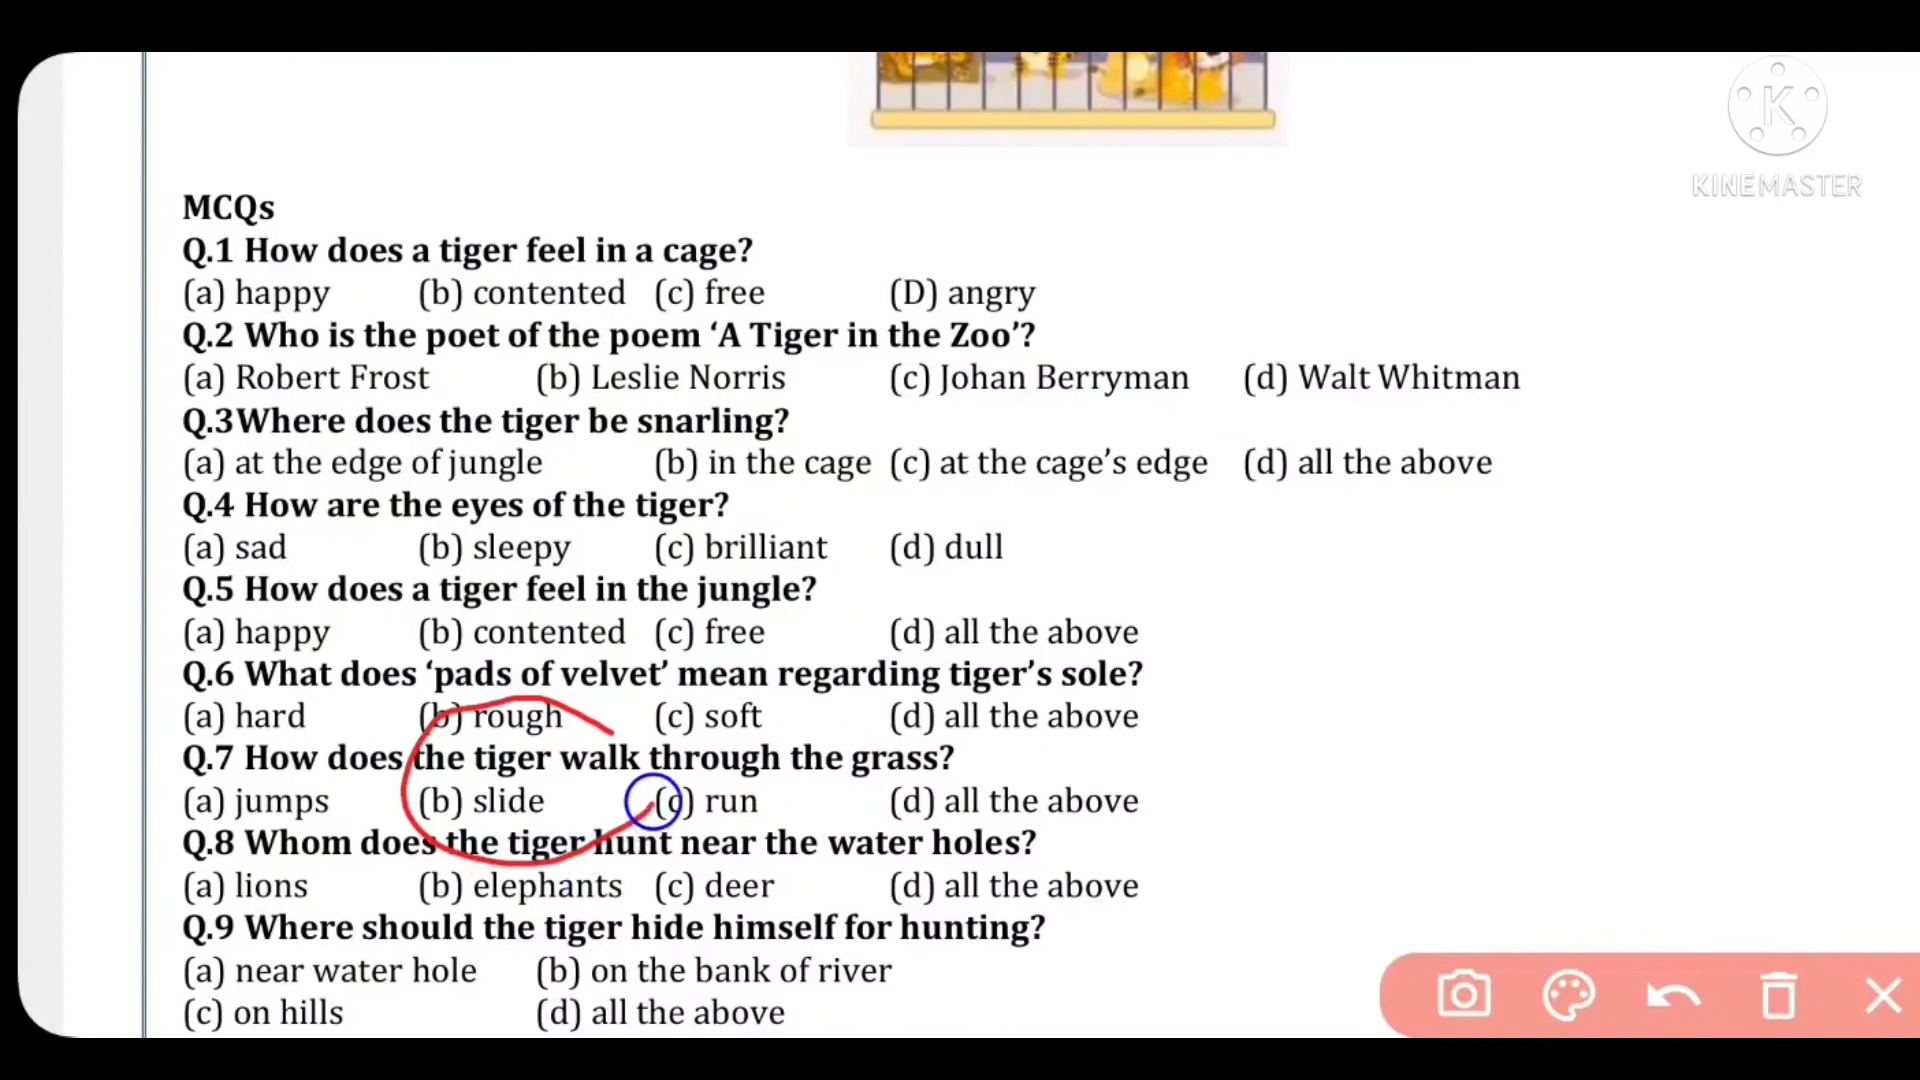 KINEMASTER
MCQs
Q.1 How does a tiger feel in a cage?
(a) happy (b) contented (c) free (D) angry
Q.2 Who is the poet of the poem ‘A Tiger in the Zoo’?
(a) Robert Frost (b) Leslie Norris (c) Johan Berryman (d) Walt Whitman
Q.3Where does the tiger be snarling?
(a) at the edge of jungle (b) in the cage (c) at the cage’s edge (d) all the above
Q.4 How are the eyes of the tiger?
(a) sad (b) sleepy (c) brilliant (d) dull
Q.5 How does a tiger feel in the jungle?
(a) happy (b) contented (c) free (d) all the above
Q.6 What does ‘pads of velvet’ mean regarding tiger’s sole?
(a) hard (b) rough (c) soft (d) all the above
Q.7 How does the tiger walk through the grass?
(a) jumps (b) slide (c) run (d) all the above
Q.8 Whom does the tiger hunt near the water holes?
(a) lions (b) elephants (c) deer (d) all the above
Q.9 Where should the tiger hide himself for hunting?
(a) near water hole (b) on the bank of river
(c) on hills (d) all the above